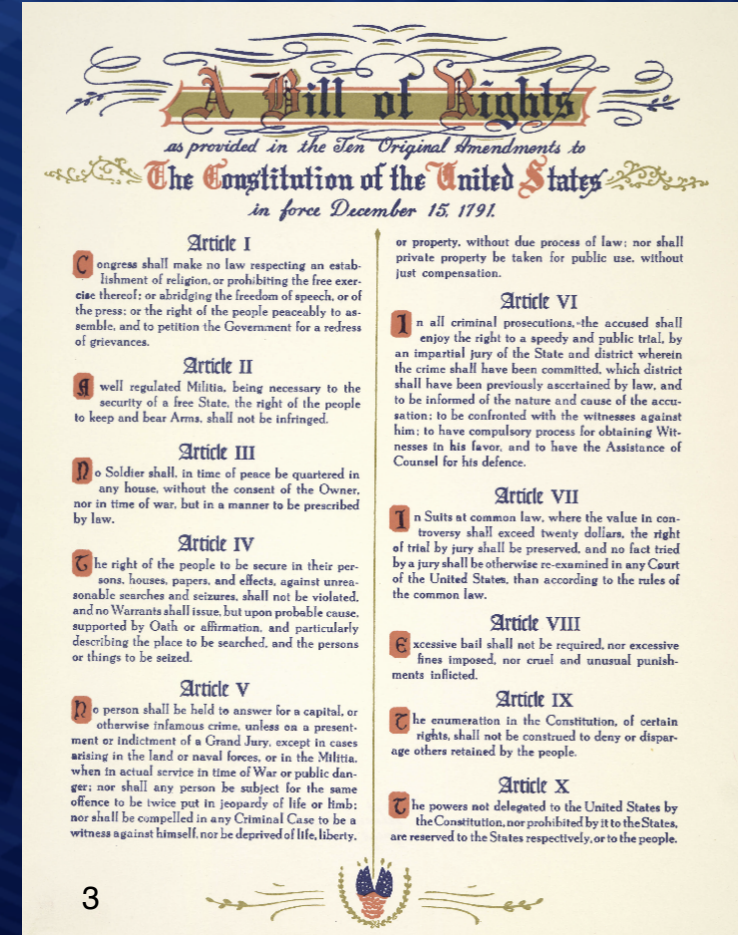 A Bill of Rights
as provided in the Ten Original Amendments to
The Constitution of the United States
in force December 15, 1791.
Article I
Congress shall make no law respecting an estab-
lishment of religion, or prohibiting the free exer-
cise thereof; or abridging the freedom of speech, or of
the press; or the right of the people peaceably to as-
semble, and to petition the Government for a redress
of grievances.
Article II
A well regulated Militia, being necessary to the
security of a free State, the right of the people
to keep and bear Arms, shall not be infringed.
Article III
No Soldier shall, in time of peace be quartered in
any house, without the consent of the Owner,
nor in time of war, but in a manner to be prescribed
by law.
Article IV
The right of the people to be secure in their per-
sons, houses, papers, and effects, against unrea-
sonable searches and seizures, shall not be violated,
and no Warrants shall issue, but upon probable cause,
supported by Oath or affirmation, and particularly
describing the place to be searched, and the persons
or things to be seized.
Article V
No person shall be held to answer for a capital, or
otherwise infamous crime, unless on a present-
ment or indictment of a Grand Jury, except in cases
arising in the land or naval forces, or in the Militia,
when in actual service in time of War or public dan-
ger; nor shall any person be subject for the same
offence to be twice put in jeopardy of life or limb;
nor shall be compelled in any Criminal Case to be a
witness against himself, nor be deprived of life, liberty,
or property, without due process of law; nor shall
private property be taken for public use, without
just compensation.
Article VI
In all criminal prosecutions, the accused shall
enjoy the right to a speedy and public trial, by
an impartial jury of the State and district wherein
the crime shall have been committed, which district
shall have been previously ascertained by law, and
to be informed of the nature and cause of the accu-
sation; to be confronted with the witnesses against
him; to have compulsory process for obtaining Wit-
nesses in his favor, and to have the Assistance of
Counsel for his defence.
Article VII
In Suits at common law, where the value in con-
troversy shall exceed twenty dollars, the right
of trial by jury shall be preserved, and no fact tried
by a jury shall be otherwise re-examined in any Court
of the United States, than according to the rules of
the common law.
Article VIII
Excessive bail shall not be required, nor excessive
fines imposed, nor cruel and unusual punish-
ments inflicted.
Article IX
The enumeration in the Constitution, of certain
rights, shall not be construed to deny or dispar-
age others retained by the people.
Article X
The powers not delegated to the United States by
the Constitution, nor prohibited by it to the States,
are reserved to the States respectively, or to the people.
3